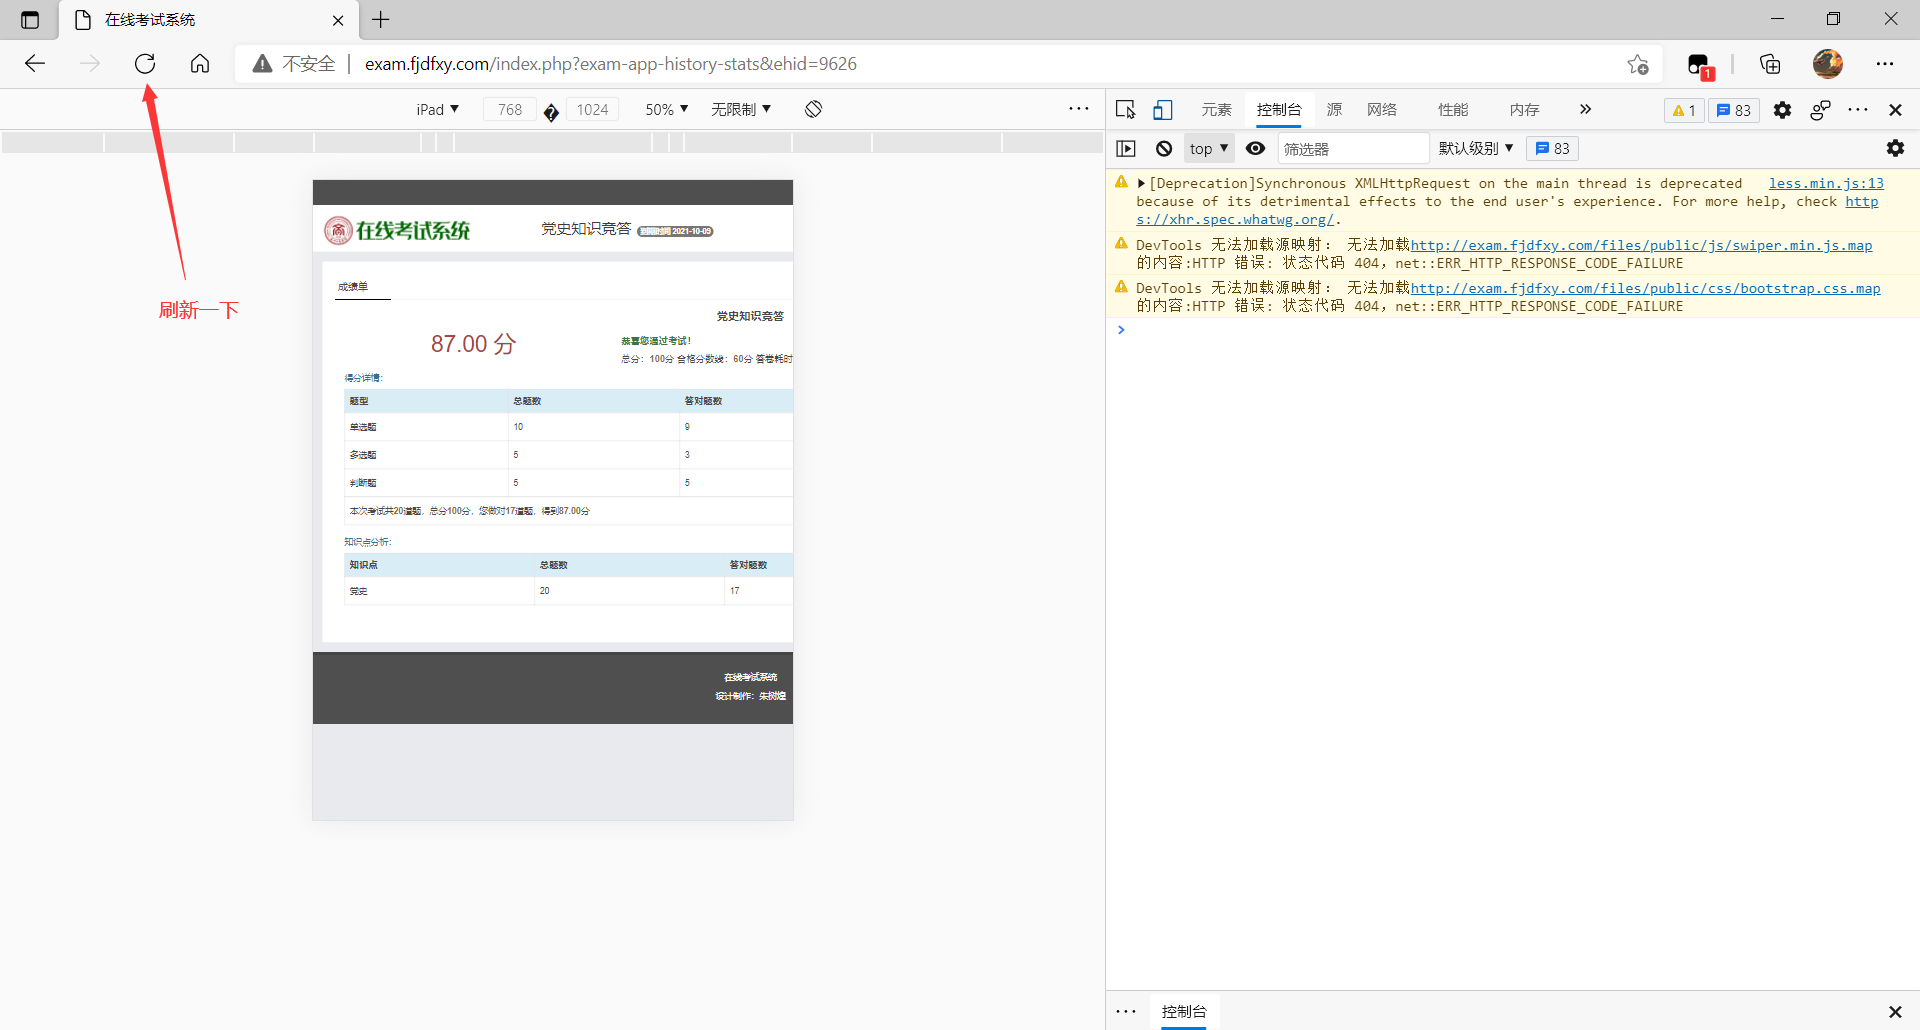 在线考试系统
不安全 exam.fjdfxy.com/index.php?exam-app-history-stats&ehid=9626
1
iPad ▼ 768 � 1024 50% ▼ 无限制 ▼
元素 控制台 源 网络 性能 内存 1 83
top ▼ 筛选器 默认级别 ▼ 83
刷新一下
在线考试系统 党史知识竞答 到期时间 2021-10-09
成绩单
党史知识竞答
87.00 分
恭喜您通过考试!
总分：100分 合格分数线：60分 答卷耗时
得分详情：
题型 总题数 答对题数
单选题 10 9
多选题 5 3
判断题 5 5
本次考试共20道题，总分100分，您做对17道题，得到87.00分
知识点分析：
知识点 总题数 答对题数
党史 20 17
在线考试系统
设计制作：朱树煌
[Deprecation]Synchronous XMLHttpRequest on the main thread is deprecated less.min.js:13
because of its detrimental effects to the end user's experience. For more help, check http
s://xhr.spec.whatwg.org/.
DevTools 无法加载源映射： 无法加载http://exam.fjdfxy.com/files/public/js/swiper.min.js.map
的内容:HTTP 错误: 状态代码 404，net::ERR_HTTP_RESPONSE_CODE_FAILURE
DevTools 无法加载源映射： 无法加载http://exam.fjdfxy.com/files/public/css/bootstrap.css.map
的内容:HTTP 错误: 状态代码 404，net::ERR_HTTP_RESPONSE_CODE_FAILURE
控制台